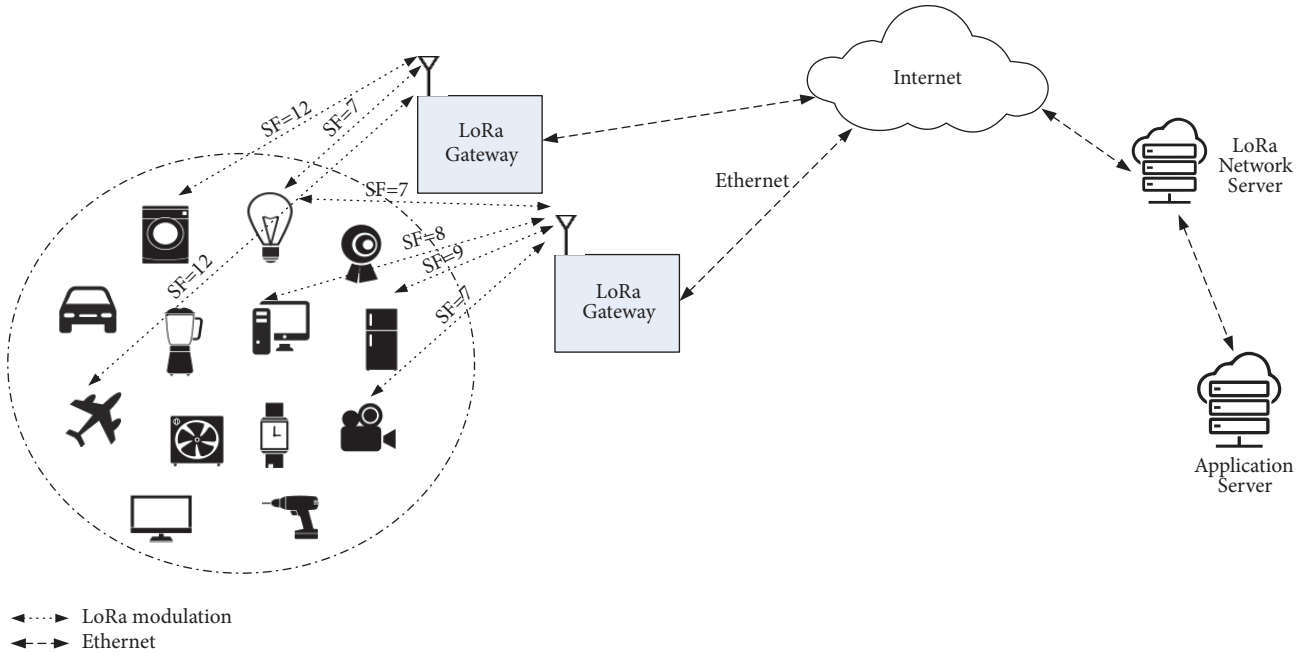 Internet
LoRa
Gateway
SF=12
SF=7
LoRa
Network
Server
Ethernet
SF=7
SF=8
SF=9
SF=12
SF=7
LoRa
Gateway
Application
Server
LoRa modulation
Ethernet